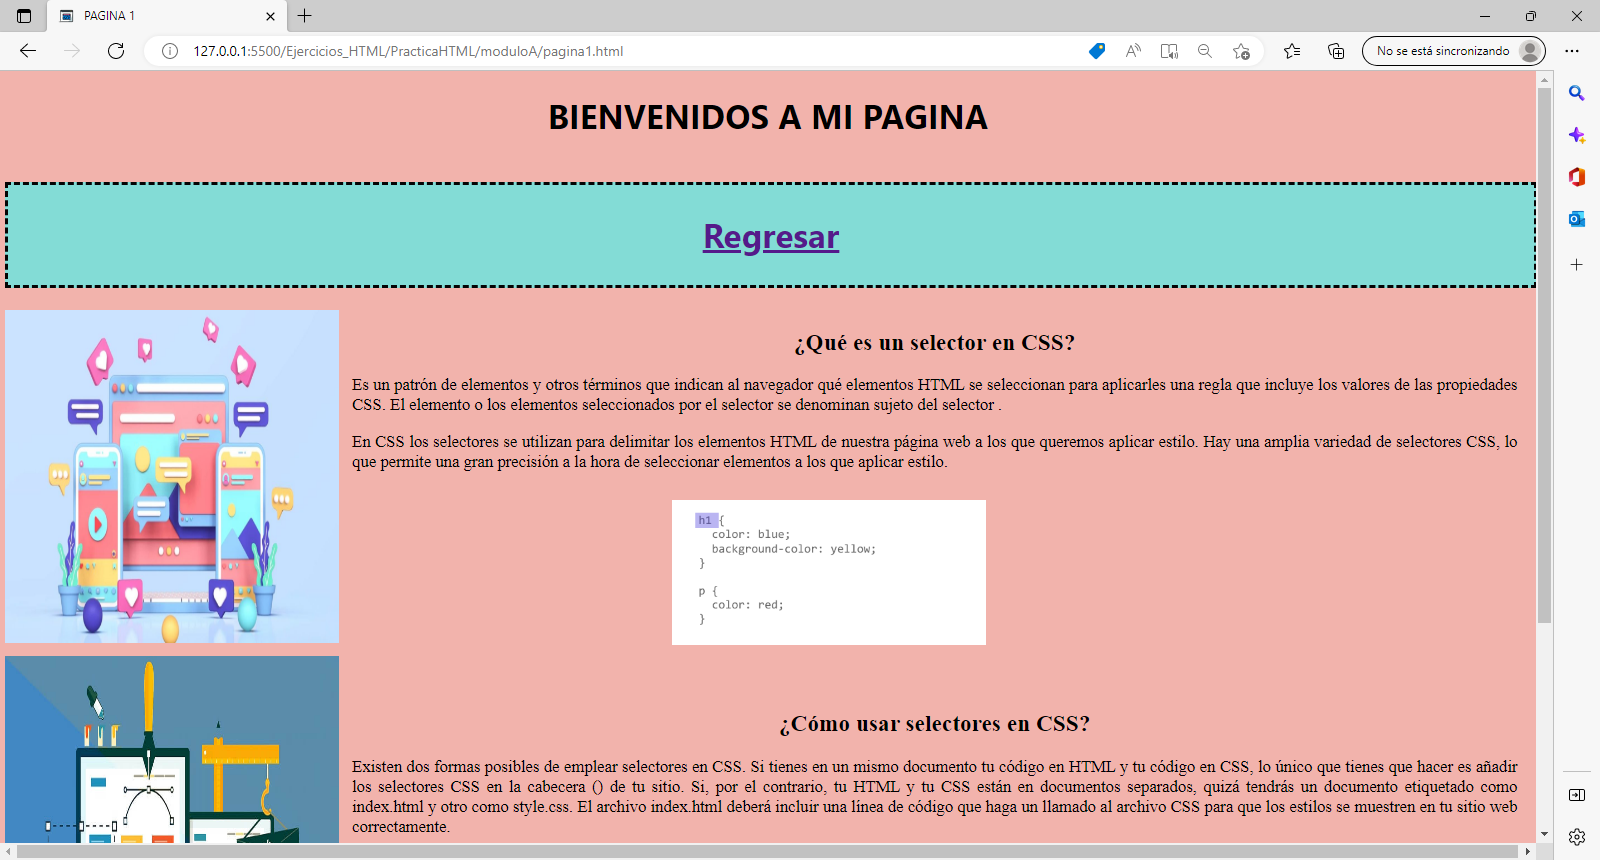 PAGINA 1
127.0.0.1:5500/Ejercicios_HTML/PracticaHTML/moduloA/pagina1.html
No se está sincronizando
BIENVENIDOS A MI PAGINA
Regresar
¿Qué es un selector en CSS?
Es un patrón de elementos y otros términos que indican al navegador qué elementos HTML se seleccionan para aplicarles una regla que incluye los valores de las propiedades
CSS. El elemento o los elementos seleccionados por el selector se denominan sujeto del selector .
En CSS los selectores se utilizan para delimitar los elementos HTML de nuestra página web a los que queremos aplicar estilo. Hay una amplia variedad de selectores CSS, lo
que permite una gran precisión a la hora de seleccionar elementos a los que aplicar estilo.
h1 {
color: blue;
background-color: yellow;
}
p {
color: red;
}
¿Cómo usar selectores en CSS?
Existen dos formas posibles de emplear selectores en CSS. Si tienes en un mismo documento tu código en HTML y tu código en CSS, lo único que tienes que hacer es añadir
los selectores CSS en la cabecera () de tu sitio. Si, por el contrario, tu HTML y tu CSS están en documentos separados, quizá tendrás un documento etiquetado como
index.html y otro como style.css. El archivo index.html deberá incluir una línea de código que haga un llamado al archivo CSS para que los estilos se muestren en tu sitio web
correctamente.